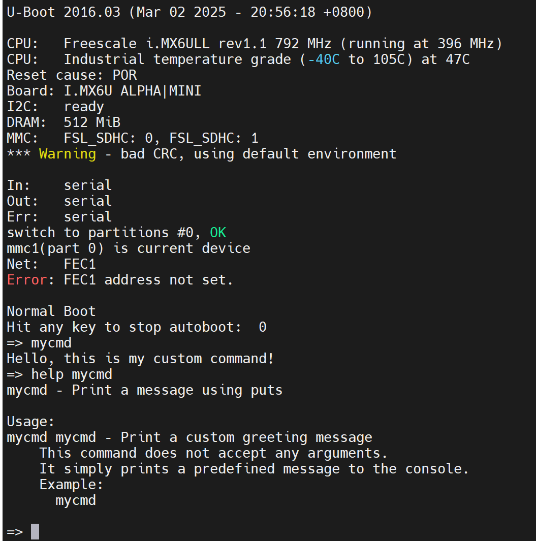 U-Boot 2016.03 (Mar 02 2025 - 20:56:18 +0800)

CPU:   Freescale i.MX6ULL rev1.1 792 MHz (running at 396 MHz)
CPU:   Industrial temperature grade (-40C to 105C) at 47C
Reset cause: POR
Board: I.MX6U ALPHA|MINI
I2C:   ready
DRAM:  512 MiB
MMC:   FSL_SDHC: 0, FSL_SDHC: 1
*** Warning - bad CRC, using default environment

In:    serial
Out:   serial
Err:   serial
switch to partitions #0, OK
mmc1(part 0) is current device
Net:   FEC1
Error: FEC1 address not set.

Normal Boot
Hit any key to stop autoboot:  0
=> mycmd
Hello, this is my custom command!
=> help mycmd
mycmd - Print a message using puts

Usage:
mycmd mycmd - Print a custom greeting message
    This command does not accept any arguments.
    It simply prints a predefined message to the console.
    Example:
      mycmd

=>